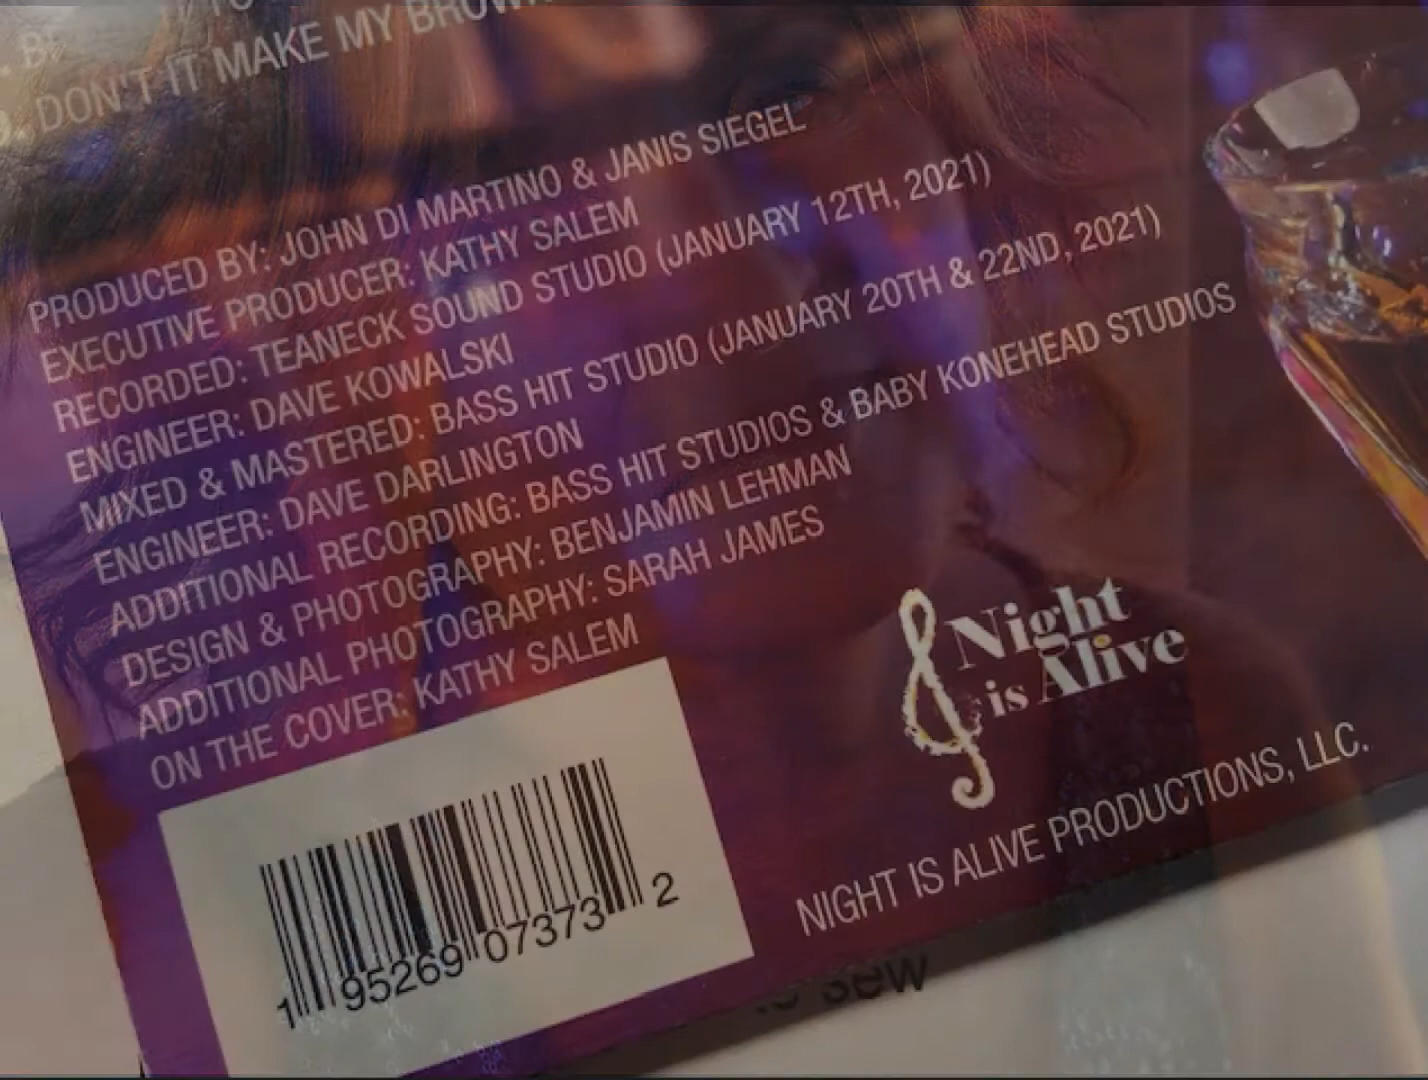 DON'T IT MAKE MY
PRODUCED BY: JOHN DI MARTINO & JANIS SIEGEL
EXECUTIVE PRODUCER: KATHY SALEM
RECORDED: TEANECK SOUND STUDIO (JANUARY 12TH, 2021)
ENGINEER: DAVE KOWALSKI
MIXED & MASTERED: BASS HIT STUDIO (JANUARY 20TH & 22ND, 2021)
ENGINEER: DAVE DARLINGTON
ADDITIONAL RECORDING: BASS HIT STUDIOS & BABY KONEHEAD STUDIOS
DESIGN & PHOTOGRAPHY: BENJAMIN LEHMAN
ADDITIONAL PHOTOGRAPHY: SARAH JAMES
ON THE COVER: KATHY SALEM
Night
is Alive
NIGHT IS ALIVE PRODUCTIONS, LLC.
1 95269 07373 2
sew